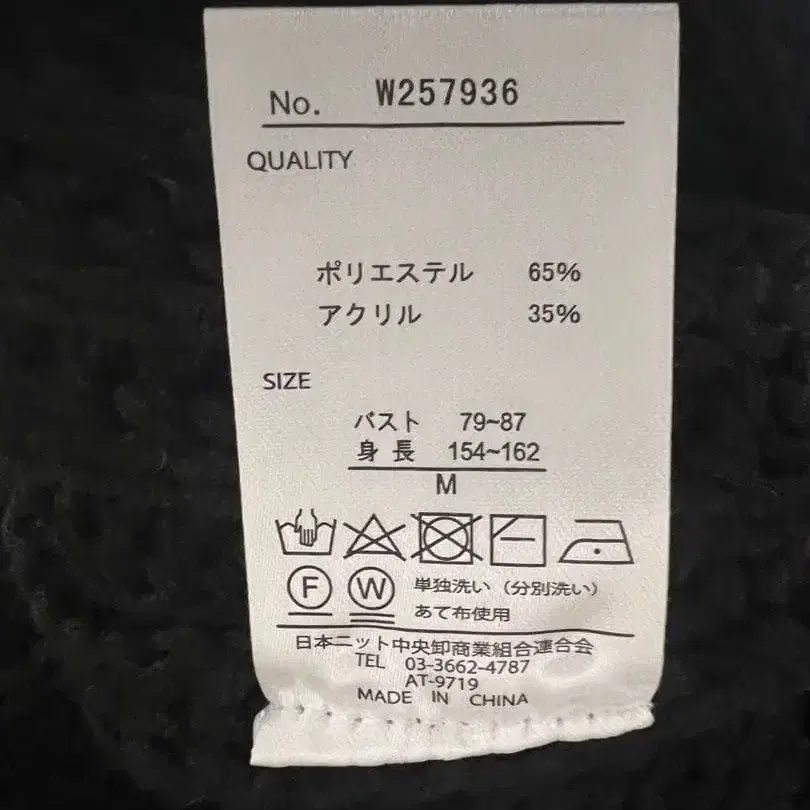 No. W257936
QUALITY
ポリエステル 65%
アクリル 35%
SIZE
バスト 79~87
身長 154~162
M
F W 単独洗い (分別洗い)
あて布使用
日本ニット中央卸商業組合連合会
TEL 03-3662-4787
AT-9719
MADE IN CHINA